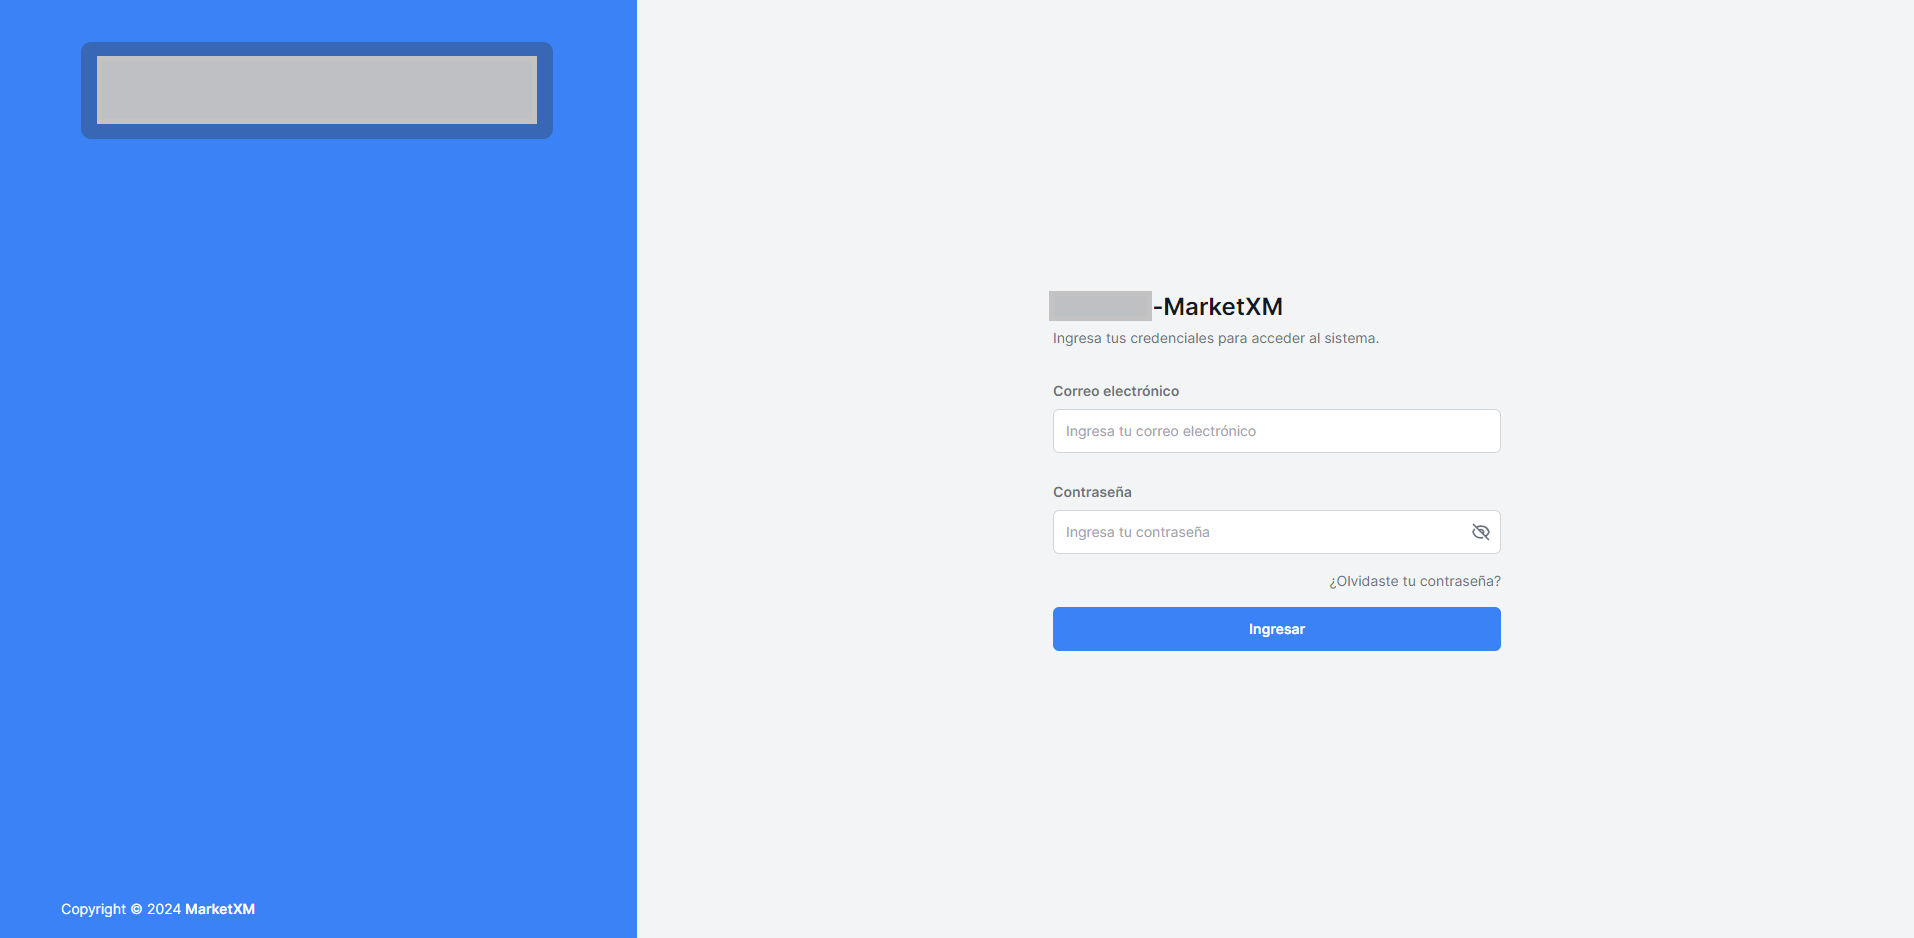 -MarketXM
Ingresa tus credenciales para acceder al sistema.
Correo electrónico
Ingresa tu correo electrónico
Contraseña
Ingresa tu contraseña
¿Olvidaste tu contraseña?
Ingresar
Copyright © 2024 MarketXM